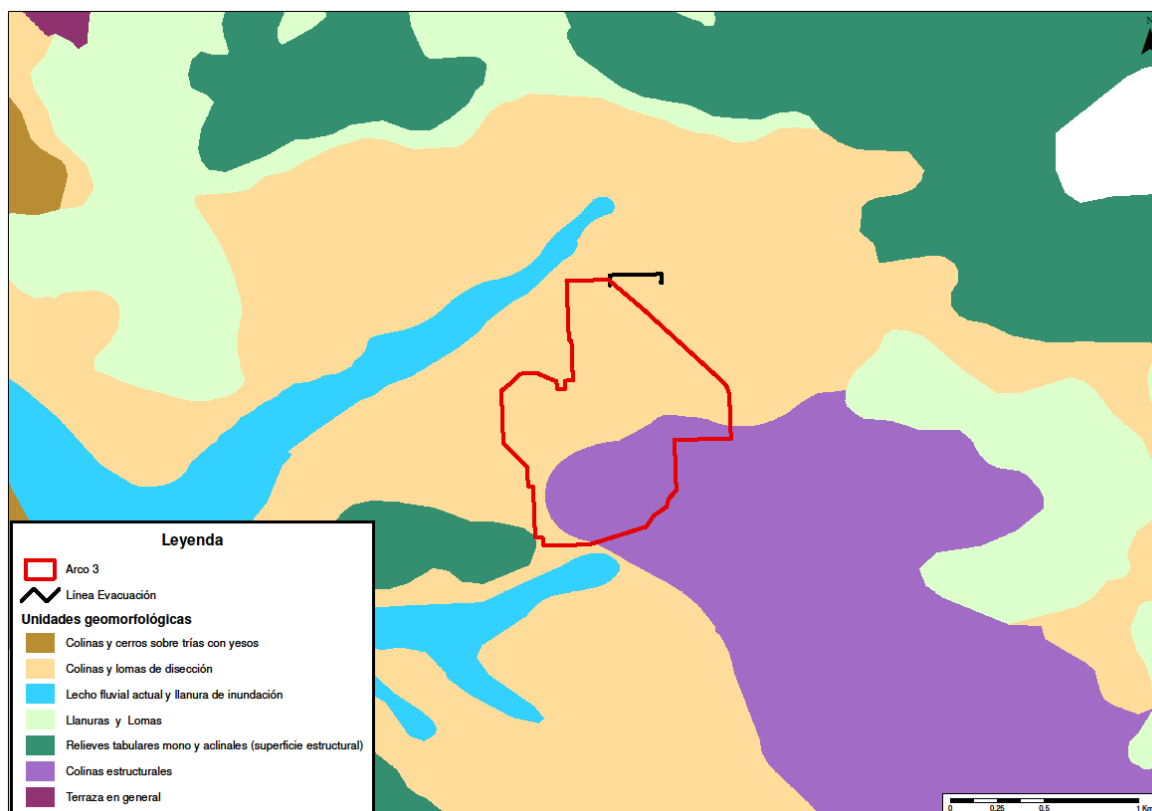 N
Leyenda
Arco 3
Línea Evacuación
Unidades geomorfológicas
Colinas y cerros sobre trías con yesos
Colinas y lomas de disección
Lecho fluvial actual y llanura de inundación
Llanuras y Lomas
Relieves tabulares mono y aclinales (superficie estructural)
Colinas estructurales
Terraza en general
0 0.25 0.5 1 Km